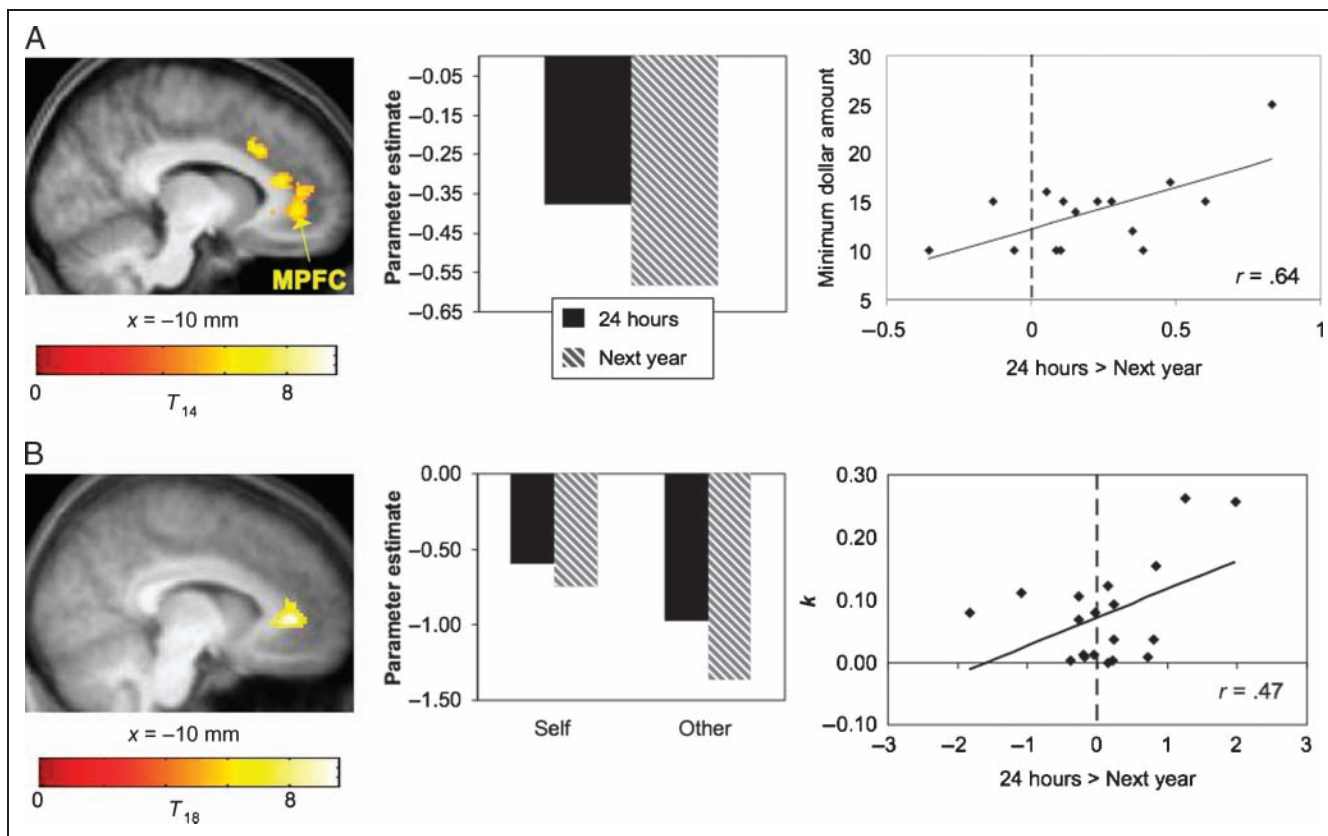 A
MPFC
x = –10 mm
0
8
T14
Parameter estimate
–0.05
–0.15
–0.25
–0.35
–0.45
–0.55
–0.65
24 hours
Next year
Minimum dollar amount
30
25
20
15
10
5
r = .64
–0.5
0
0.5
1
24 hours > Next year
B
x = –10 mm
0
8
T18
Parameter estimate
0.00
–0.50
–1.00
–1.50
Self
Other
k
0.30
0.20
0.10
0.00
–0.10
r = .47
–3
–2
–1
0
1
2
3
24 hours > Next year